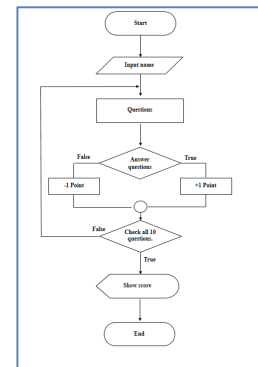 Start
Input name
Questions
False
Answer
questions
True
-1 Point
+1 Point
False
Check all 10
questions.
True
Show score
End